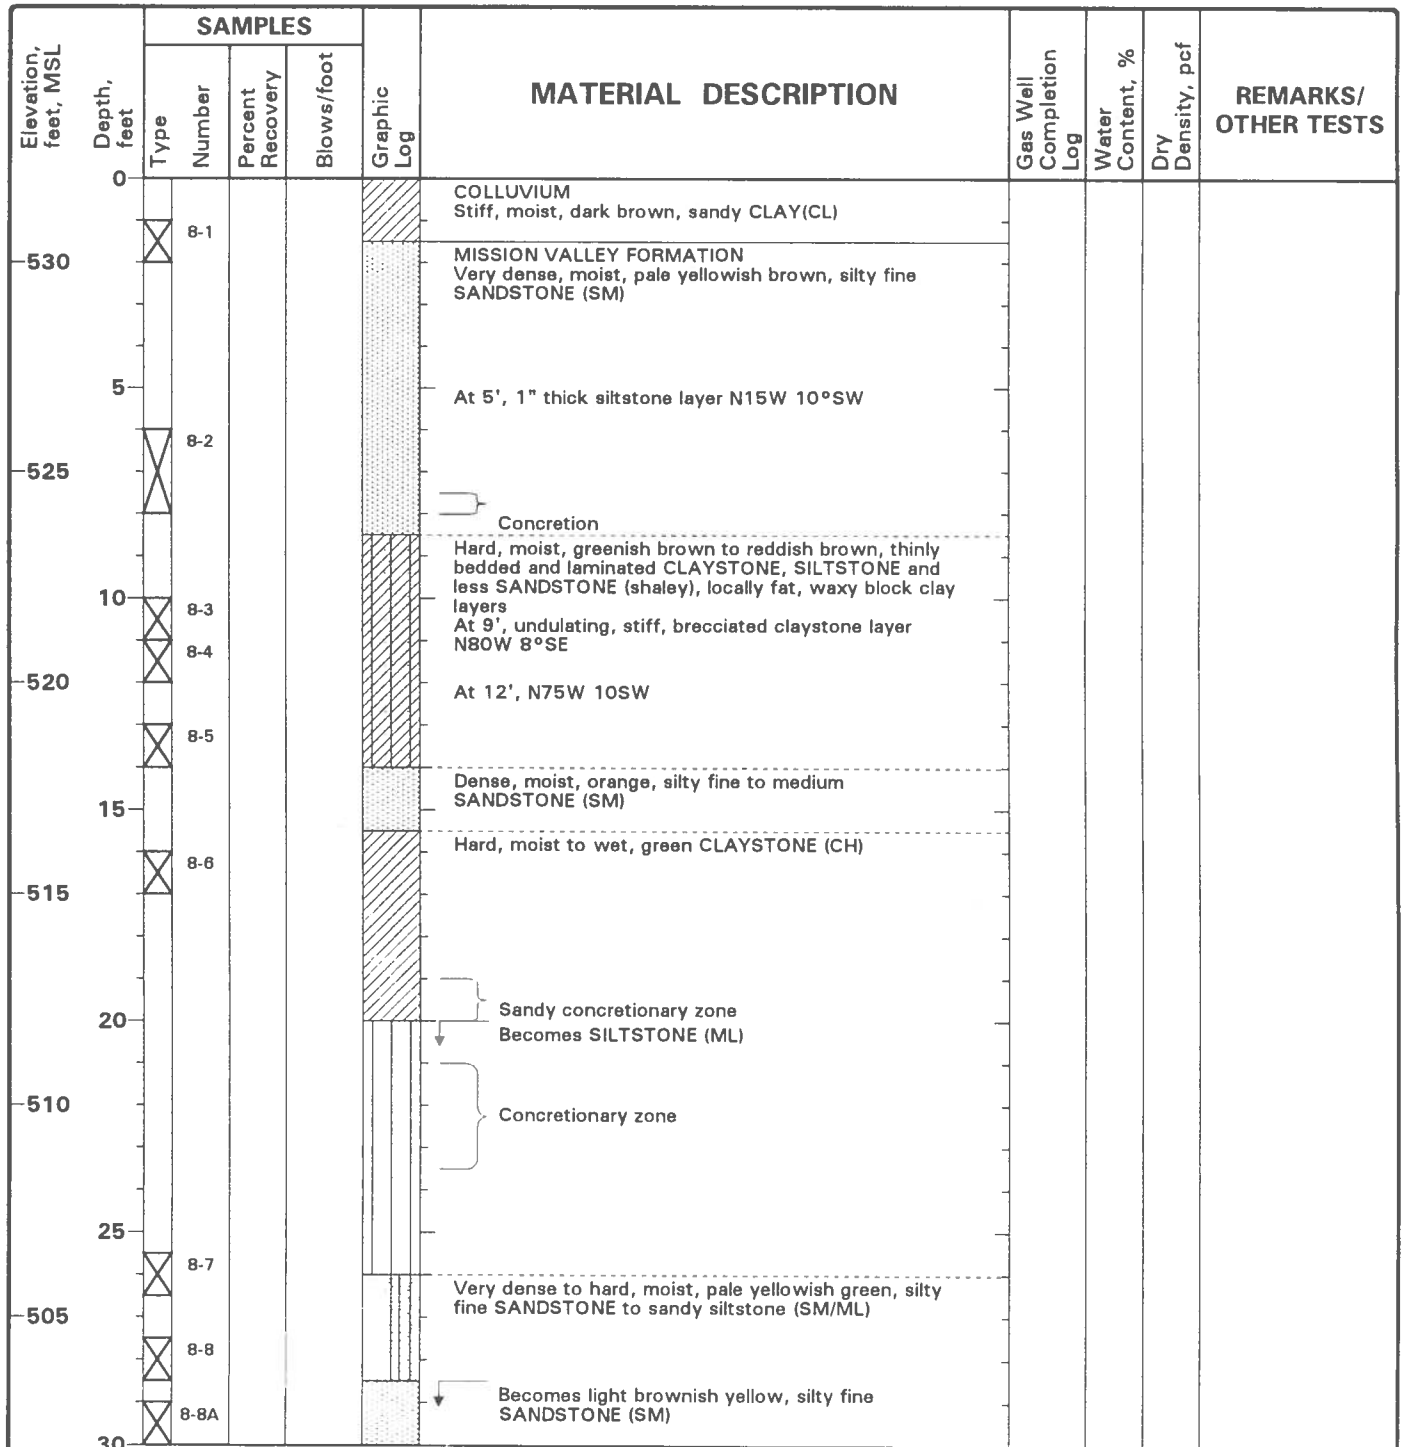 SAMPLES
Elevation,
feet, MSL
Depth,
feet
Type
Number
Percent
Recovery
Blows/foot
Graphic
Log
MATERIAL DESCRIPTION
Gas Well
Completion
Log
Water
Content, %
Dry
Density, pcf
REMARKS/
OTHER TESTS
0
COLLUVIUM
Stiff, moist, dark brown, sandy CLAY(CL)
8-1
530
MISSION VALLEY FORMATION
Very dense, moist, pale yellowish brown, silty fine
SANDSTONE (SM)
5
At 5', 1" thick siltstone layer N15W 10°SW
8-2
525
Concretion
Hard, moist, greenish brown to reddish brown, thinly
bedded and laminated CLAYSTONE, SILTSTONE and
less SANDSTONE (shaley), locally fat, waxy block clay
layers
10
8-3
At 9', undulating, stiff, brecciated claystone layer
N80W 8°SE
8-4
520
At 12', N75W 10SW
8-5
Dense, moist, orange, silty fine to medium
SANDSTONE (SM)
15
Hard, moist to wet, green CLAYSTONE (CH)
8-6
515
Sandy concretionary zone
20
Becomes SILTSTONE (ML)
510
Concretionary zone
25
8-7
Very dense to hard, moist, pale yellowish green, silty
fine SANDSTONE to sandy siltstone (SM/ML)
505
8-8
Becomes light brownish yellow, silty fine
SANDSTONE (SM)
8-8A
30